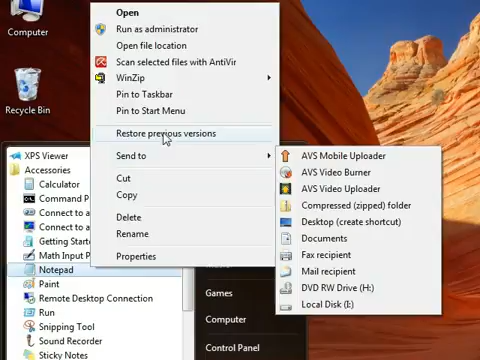 Computer
Recycle Bin
Open
Run as administrator
Open file location
Scan selected files with AntiVir
WinZip
Pin to Taskbar
Pin to Start Menu
Restore previous versions
Send to
Cut
Copy
Delete
Rename
Properties
AVS Mobile Uploader
AVS Video Burner
AVS Video Uploader
Compressed (zipped) folder
Desktop (create shortcut)
Documents
Fax recipient
Mail recipient
DVD RW Drive (H:)
Local Disk (I:)
XPS Viewer
Accessories
Calculator
Command P
Connect to a
Connect to a
Getting Starte
Math Input P
Notepad
Paint
Remote Desktop Connection
Run
Snipping Tool
Sound Recorder
Sticky Notes
Games
Computer
Control Panel